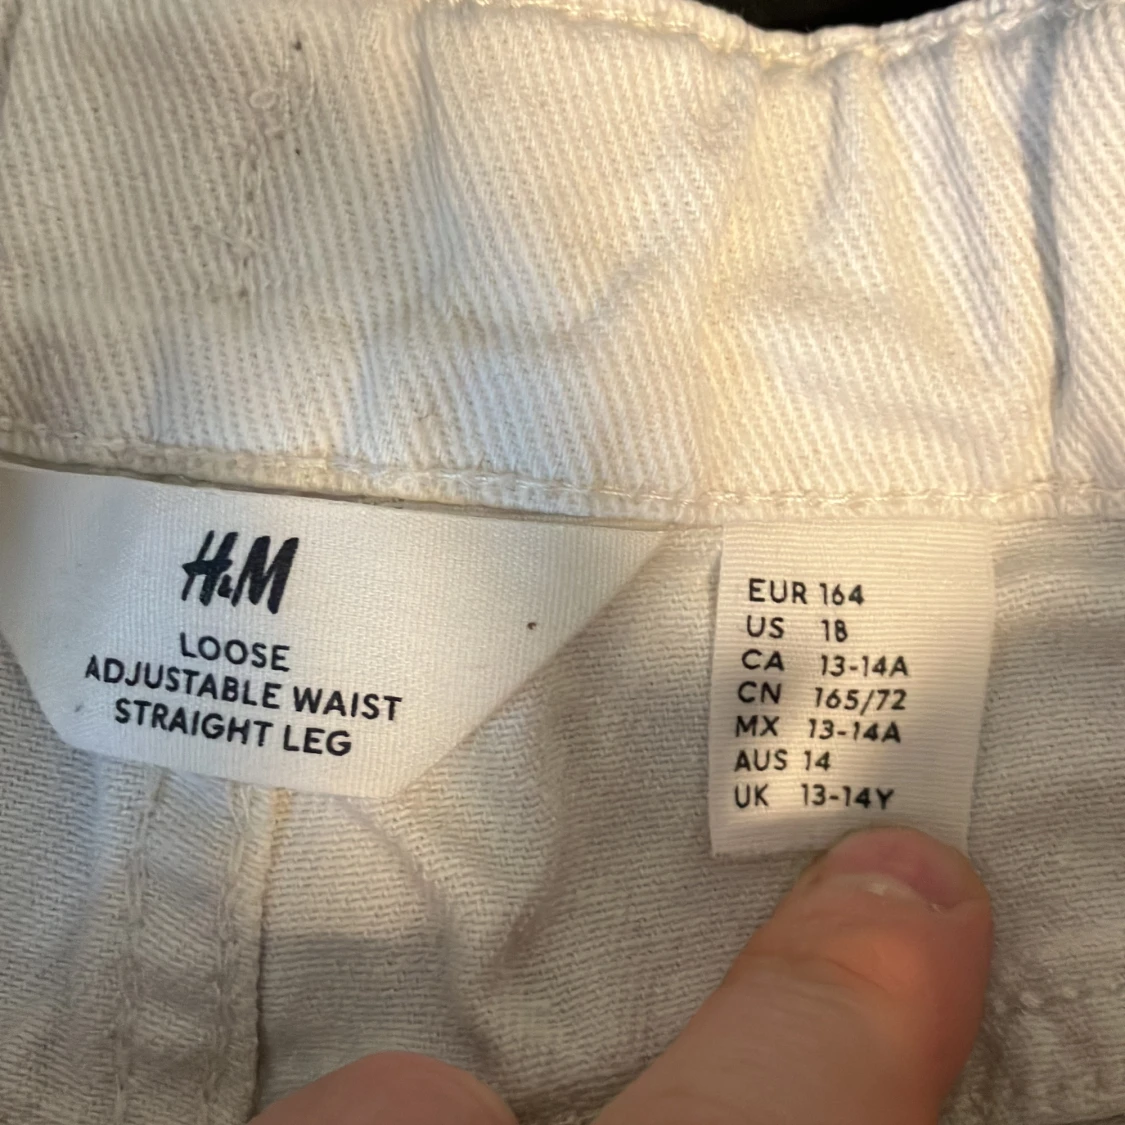 H&M
LOOSE
ADJUSTABLE WAIST
STRAIGHT LEG
EUR 164
US 18
CA 13-14A
CN 165/72
MX 13-14A
AUS 14
UK 13-14Y